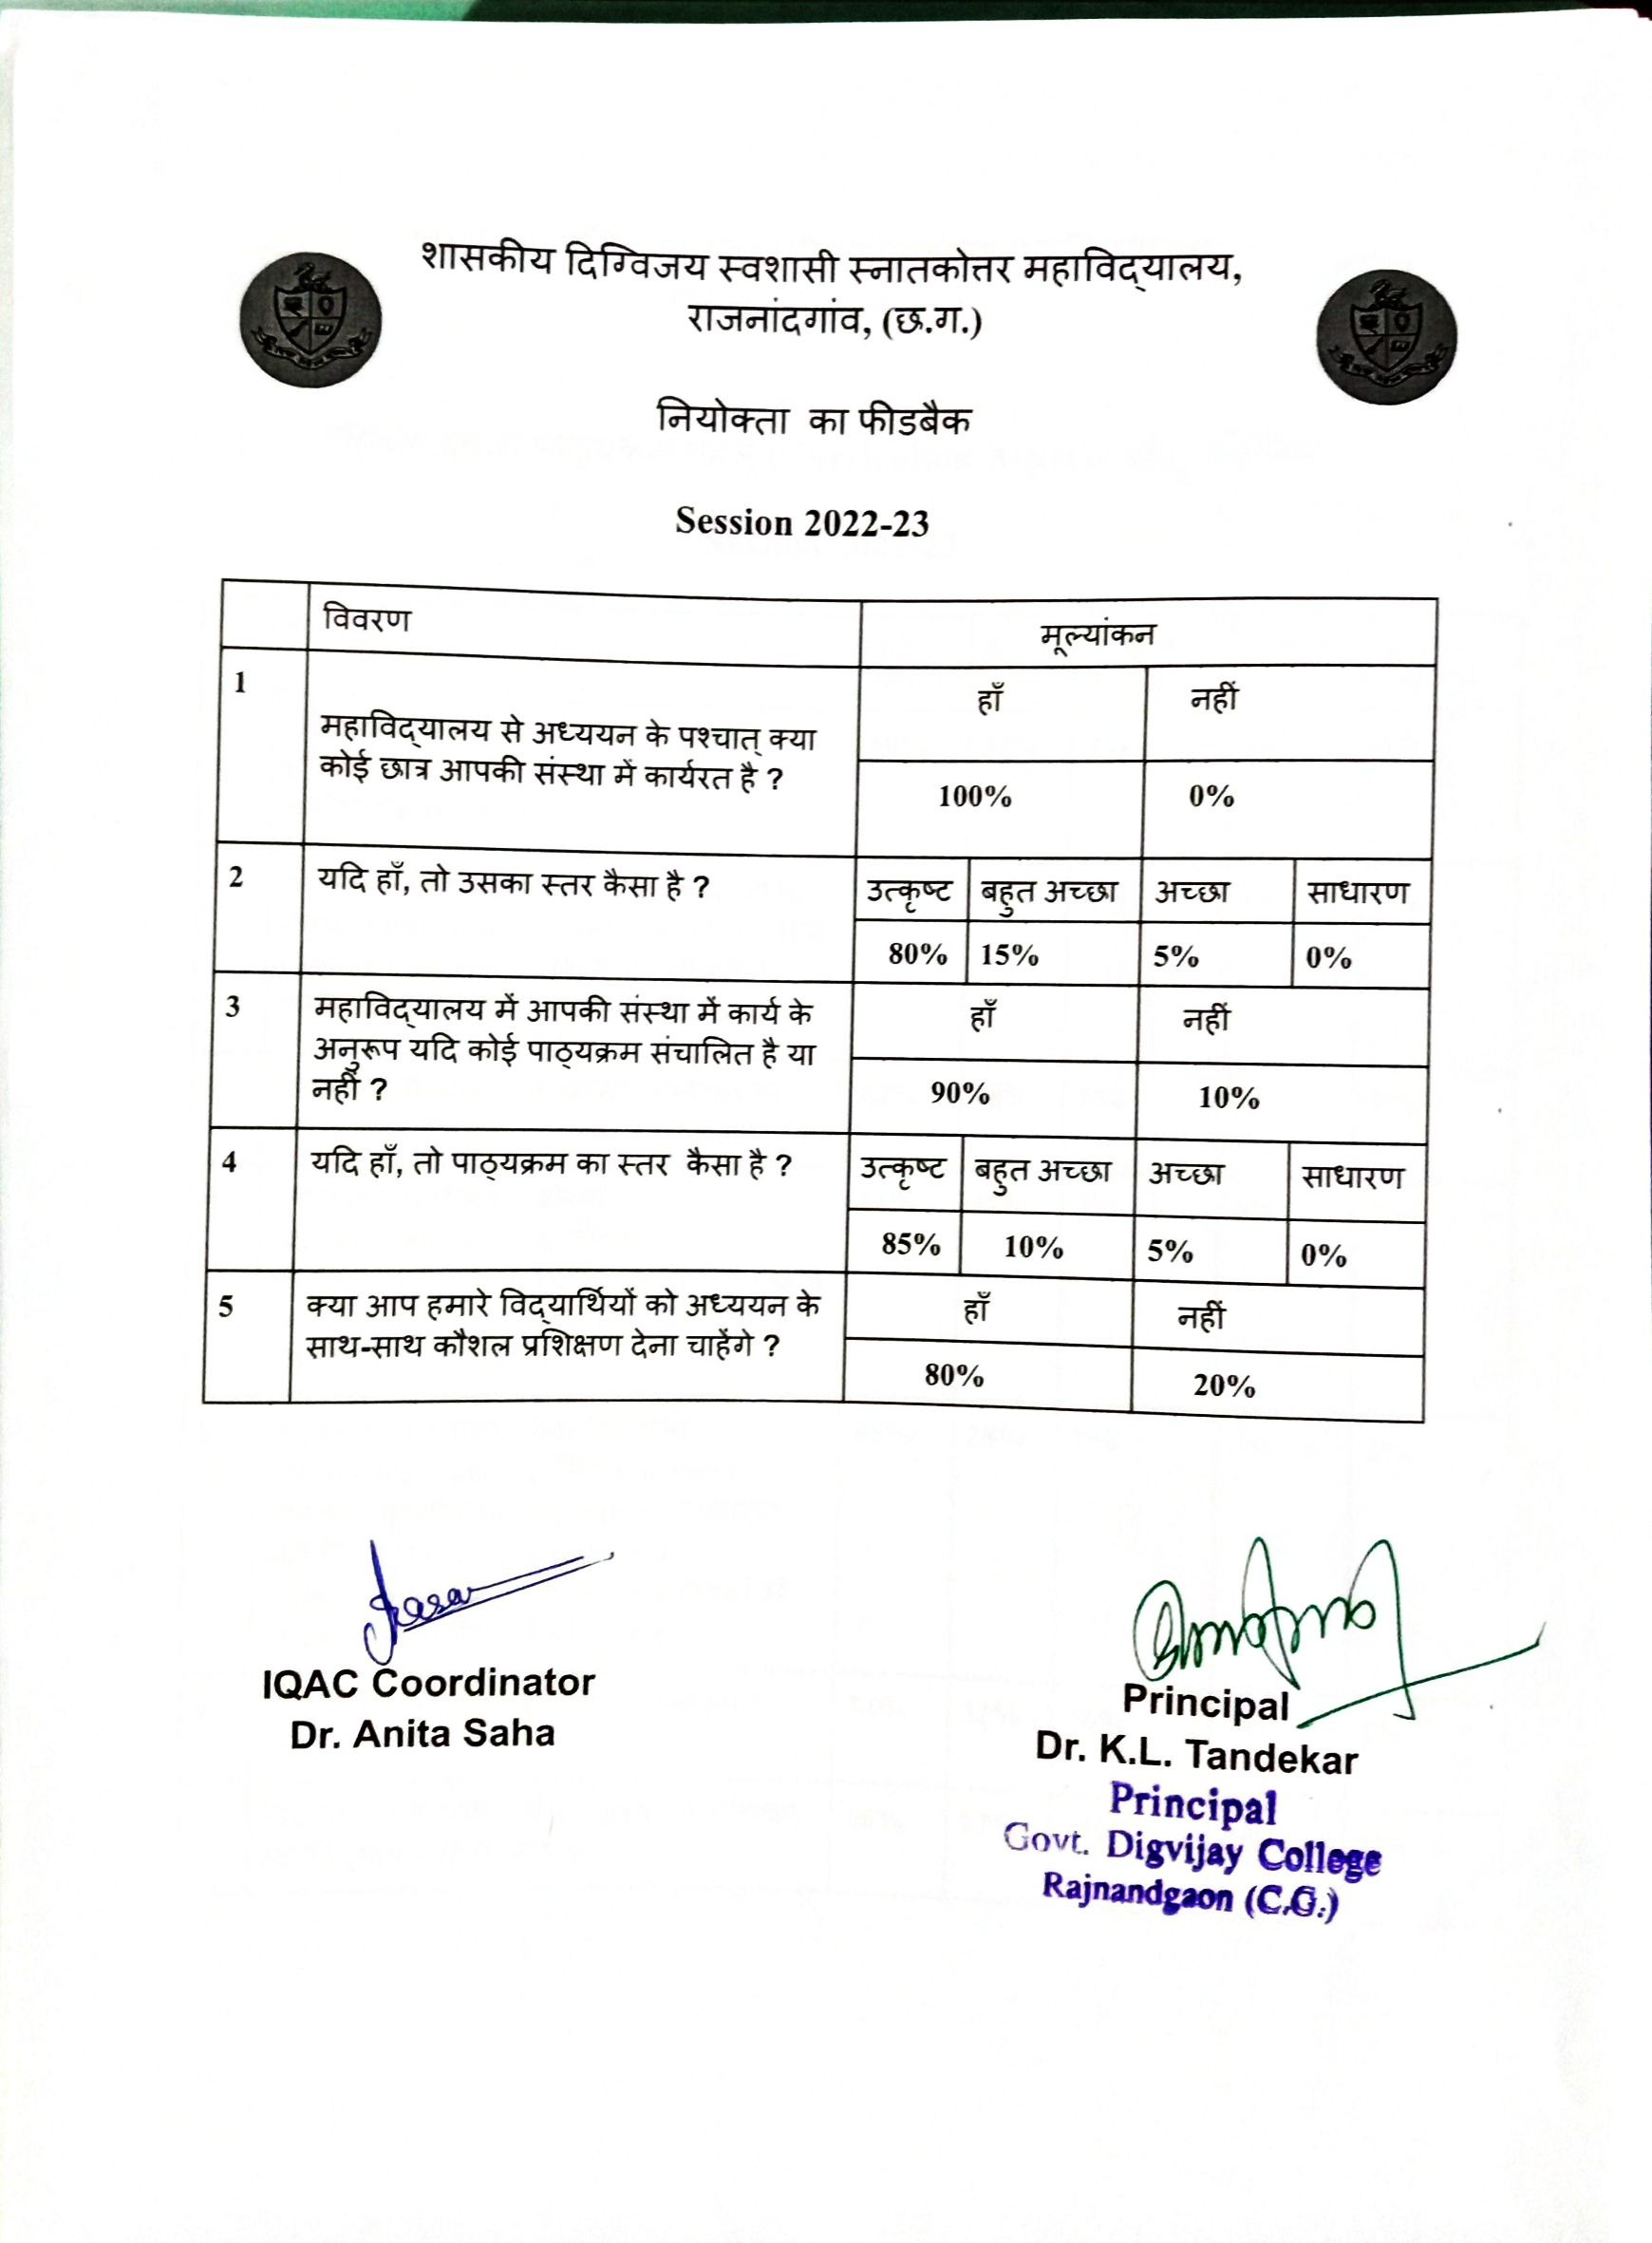 शासकीय दिग्विजय स्वशासी स्नातकोत्तर महाविद्यालय,
राजनांदगांव, (छ.ग.)
नियोक्ता का फीडबैक
Session 2022-23
विवरण मूल्यांकन
1 हाँ नहीं
महाविद्यालय से अध्ययन के पश्चात् क्या
कोई छात्र आपकी संस्था में कार्यरत है ?
100% 0%
2 यदि हाँ, तो उसका स्तर कैसा है ? उत्कृष्ट बहुत अच्छा अच्छा साधारण
80% 15% 5% 0%
3 महाविद्यालय में आपकी संस्था में कार्य के हाँ नहीं
अनुरूप यदि कोई पाठ्यक्रम संचालित है या
नहीं ? 90% 10%
4 यदि हाँ, तो पाठ्यक्रम का स्तर कैसा है ? उत्कृष्ट बहुत अच्छा अच्छा साधारण
85% 10% 5% 0%
5 क्या आप हमारे विद्यार्थियों को अध्ययन के हाँ नहीं
साथ-साथ कौशल प्रशिक्षण देना चाहेंगे ?
80% 20%
IQAC Coordinator
Dr. Anita Saha
Principal
Dr. K.L. Tandekar
Principal
Govt. Digvijay College
Rajnandgaon (C.G.)